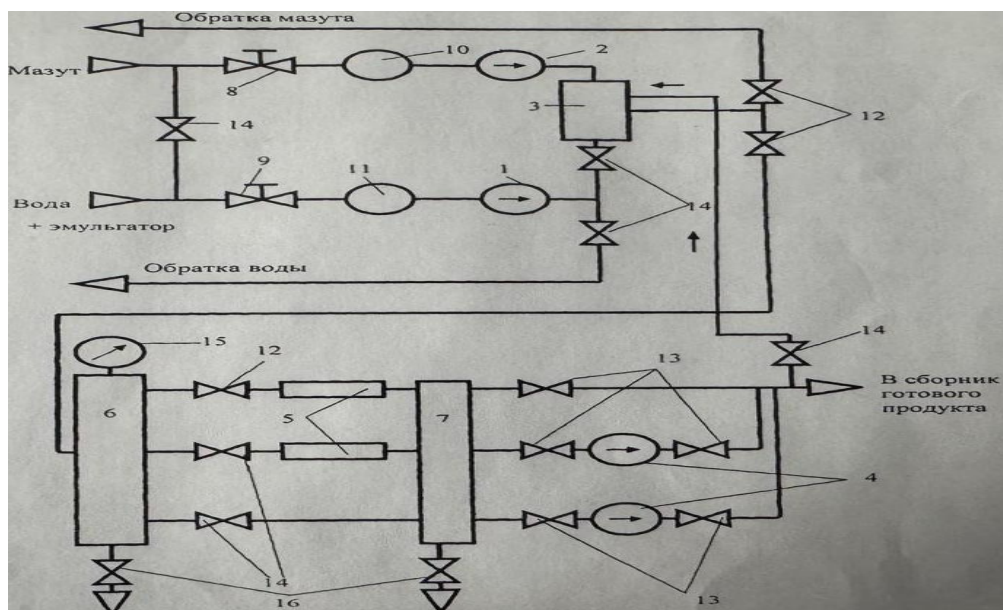 Обратка мазута
10
2
Мазут
8
3
12
14
9
11
1
14
Вода
+ эмульгатор
Обратка воды
15
12
13
14
6
5
7
В сборник
готового
продукта
4
14
16
13